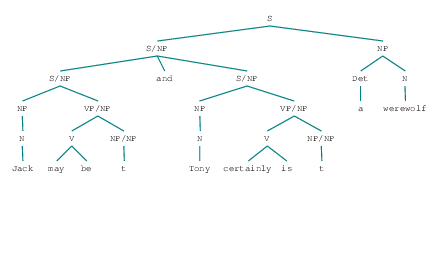 S
S/NP NP
S/NP and S/NP Det N
NP VP/NP NP VP/NP a werewolf
N V NP/NP N V NP/NP
Jack may be t Tony certainly is t